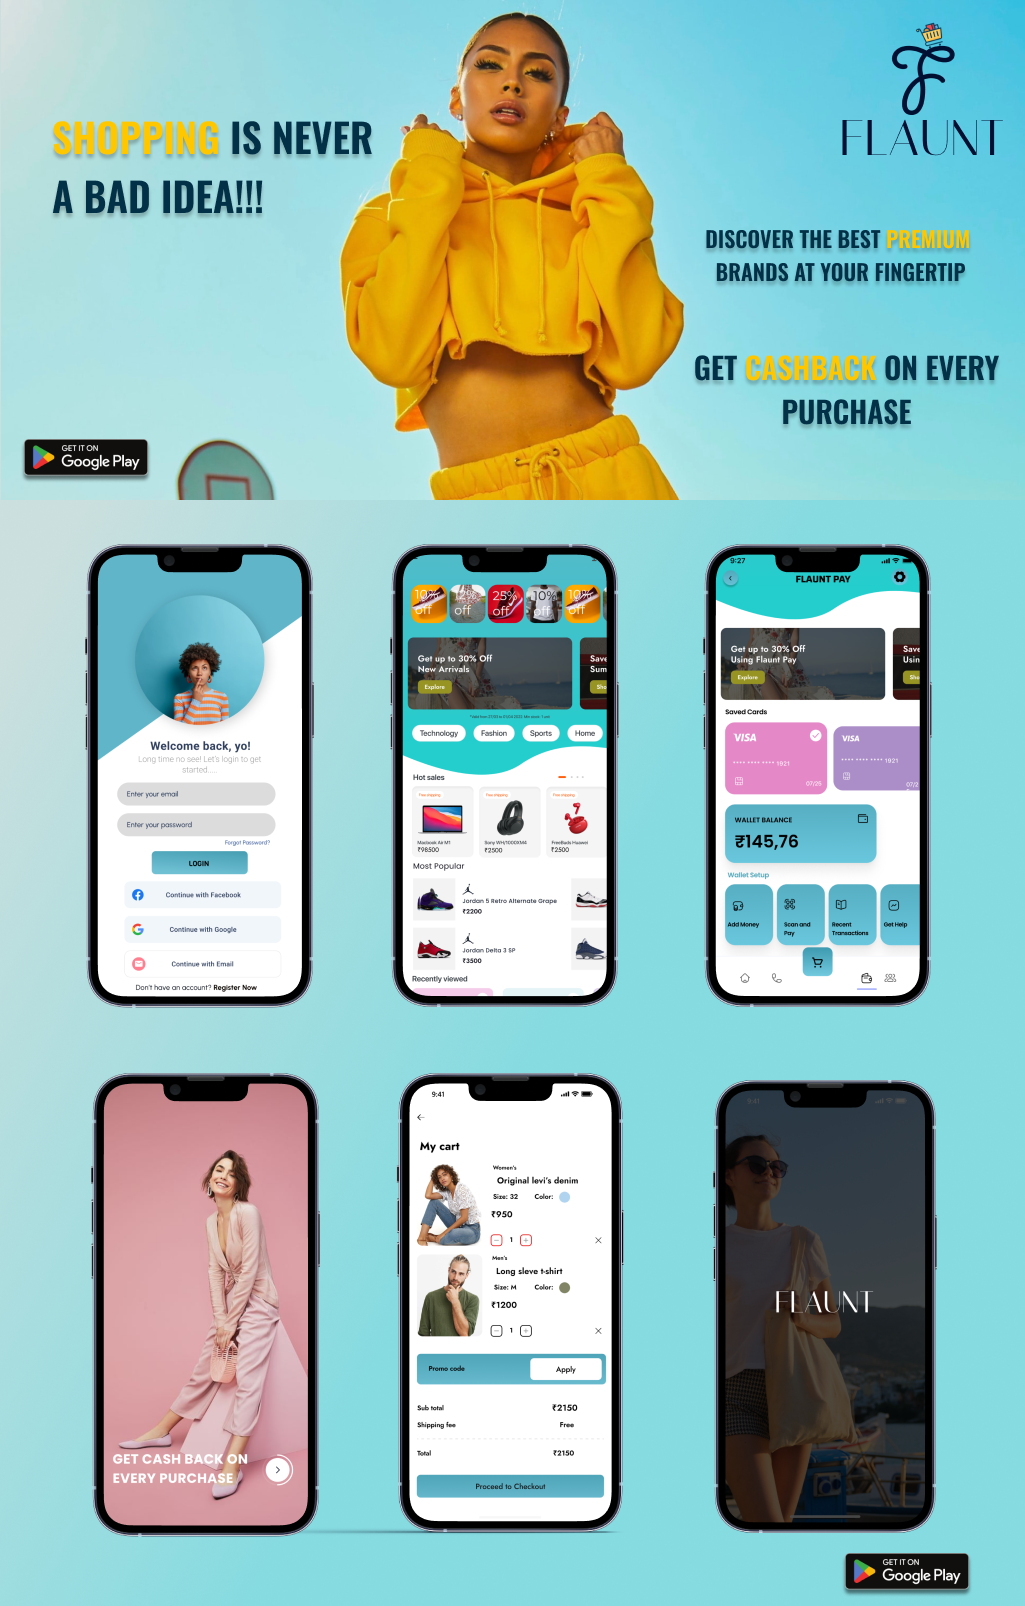 SHOPPING IS NEVER
A BAD IDEA!!!
FLAUNT
DISCOVER THE BEST PREMIUM
BRANDS AT YOUR FINGERTIP
GET CASHBACK ON EVERY
PURCHASE
GET IT ON
Google Play
Welcome back, yo!
Long time no see! Let's login to get
started.....
Enter your email
Enter your password
Forgot Password?
LOGIN
Continue with Facebook
Continue with Google
Continue with Email
Don't have an account? Register Now
10% off
12% off
25% off
10% off
10% off
Get up to 30% Off
New Arrivals
Explore
Save
Sum
Sho
Technology
Fashion
Sports
Home
Hot sales
Free shipping
Free shipping
Free shipping
Macbook Air M1
₹98500
Sony WH/1000XM4
₹2500
FreeBuds Huawei
₹2500
Most Popular
Jordan 5 Retro Alternate Grape
₹2200
Jordan Delta 3 SP
₹3500
Recently viewed
9:27
FLAUNT PAY
Get up to 30% Off
Using Flaunt Pay
Explore
Save
Usin
Sho
Saved Cards
VISA
•••• •••• •••• 1921
07/25
VISA
•••• •••• •••• 1921
07/2
WALLET BALANCE
₹145,76
Wallet Setup
Add Money
Scan and
Pay
Recent
Transactions
Get Help
GET CASH BACK ON
EVERY PURCHASE
9:41
My cart
Women's
Original levi's denim
Size: 32 Color:
₹950
1
Men's
Long sleve t-shirt
Size: M Color:
₹1200
1
Promo code
Apply
Sub total ₹2150
Shipping fee Free
Total ₹2150
Proceed to Checkout
9:41
FLAUNT
GET IT ON
Google Play